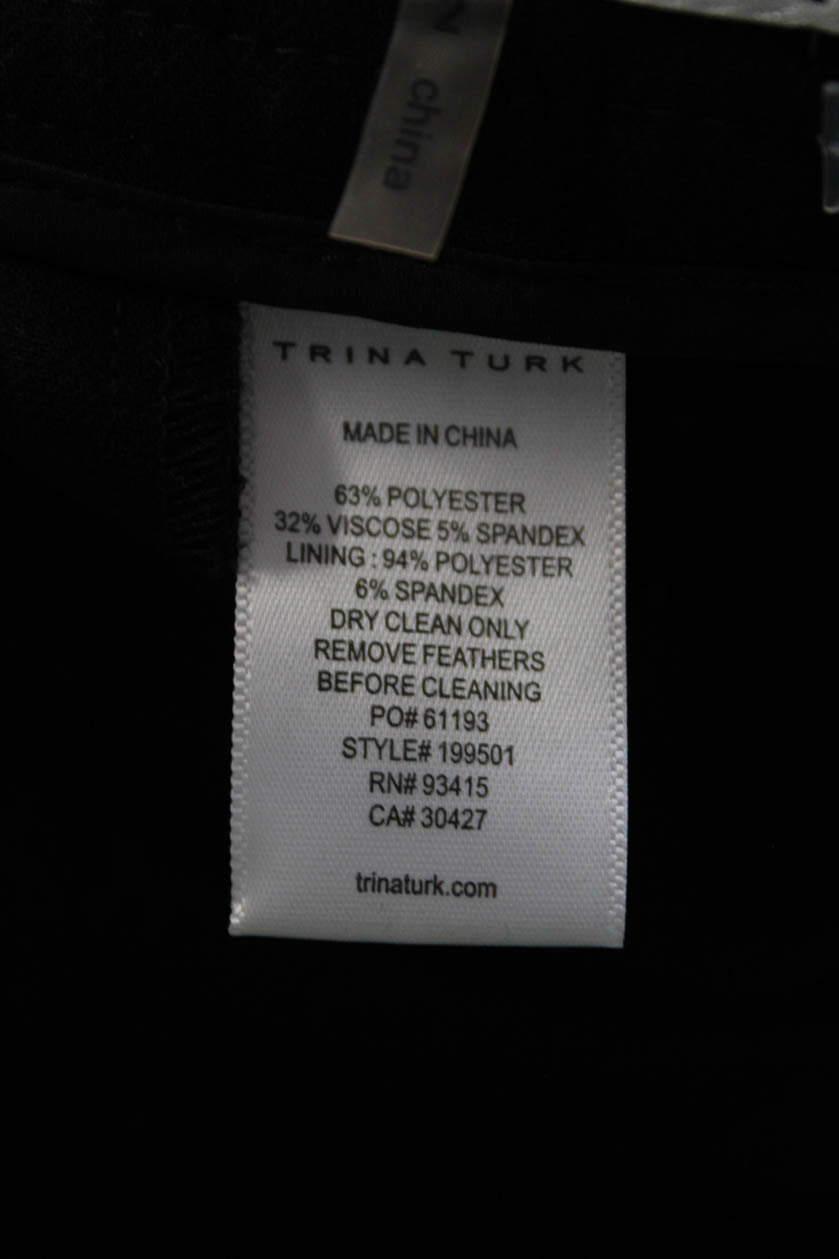 china
TRINA TURK
MADE IN CHINA
63% POLYESTER
32% VISCOSE 5% SPANDEX
LINING : 94% POLYESTER
6% SPANDEX
DRY CLEAN ONLY
REMOVE FEATHERS
BEFORE CLEANING
PO# 61193
STYLE# 199501
RN# 93415
CA# 30427
trinaturk.com